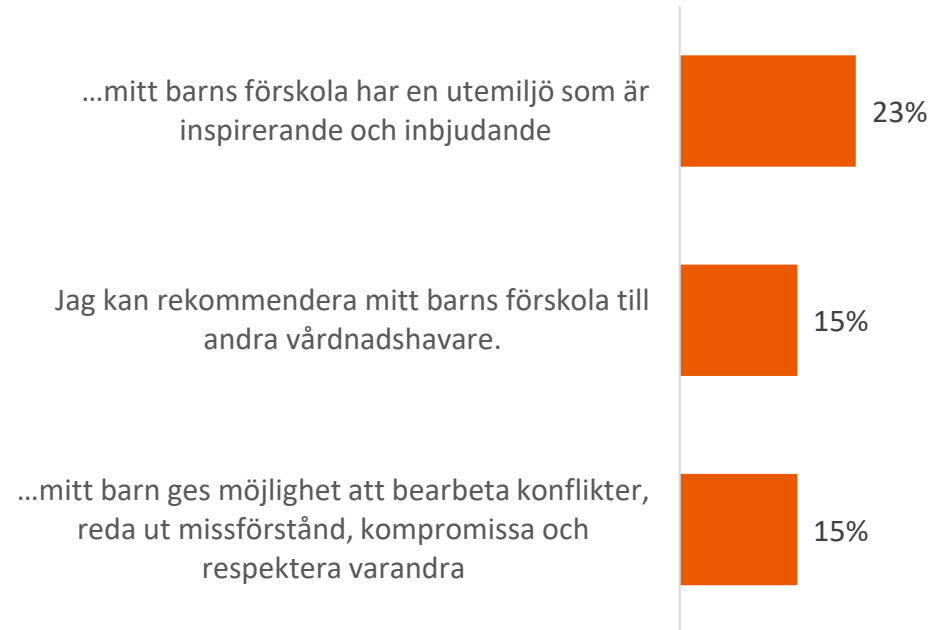 ...mitt barns förskola har en utemiljö som är
inspirerande och inbjudande
23%
Jag kan rekommendera mitt barns förskola till
andra vårdnadshavare.
15%
...mitt barn ges möjlighet att bearbeta konflikter,
reda ut missförstånd, kompromissa och
respektera varandra
15%